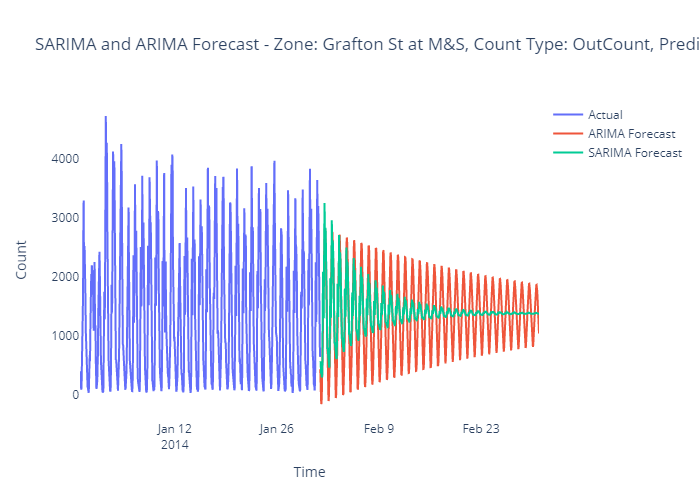 SARIMA and ARIMA Forecast - Zone: Grafton St at M&S, Count Type: OutCount, Predi
Actual
ARIMA Forecast
SARIMA Forecast
4000
3000
2000
1000
0
Count
Jan 12
2014
Jan 26
Feb 9
Feb 23
Time